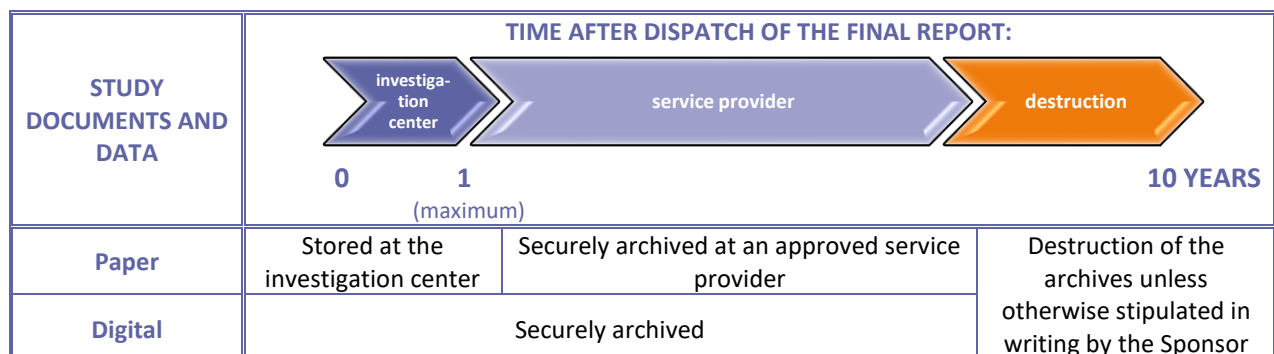 TIME AFTER DISPATCH OF THE FINAL REPORT:
STUDY
DOCUMENTS AND
DATA
investiga-
tion
center
service provider
destruction
0
1
(maximum)
10 YEARS
Paper
Stored at the
investigation center
Securely archived at an approved service
provider
Destruction of the
archives unless
otherwise stipulated in
writing by the Sponsor
Digital
Securely archived